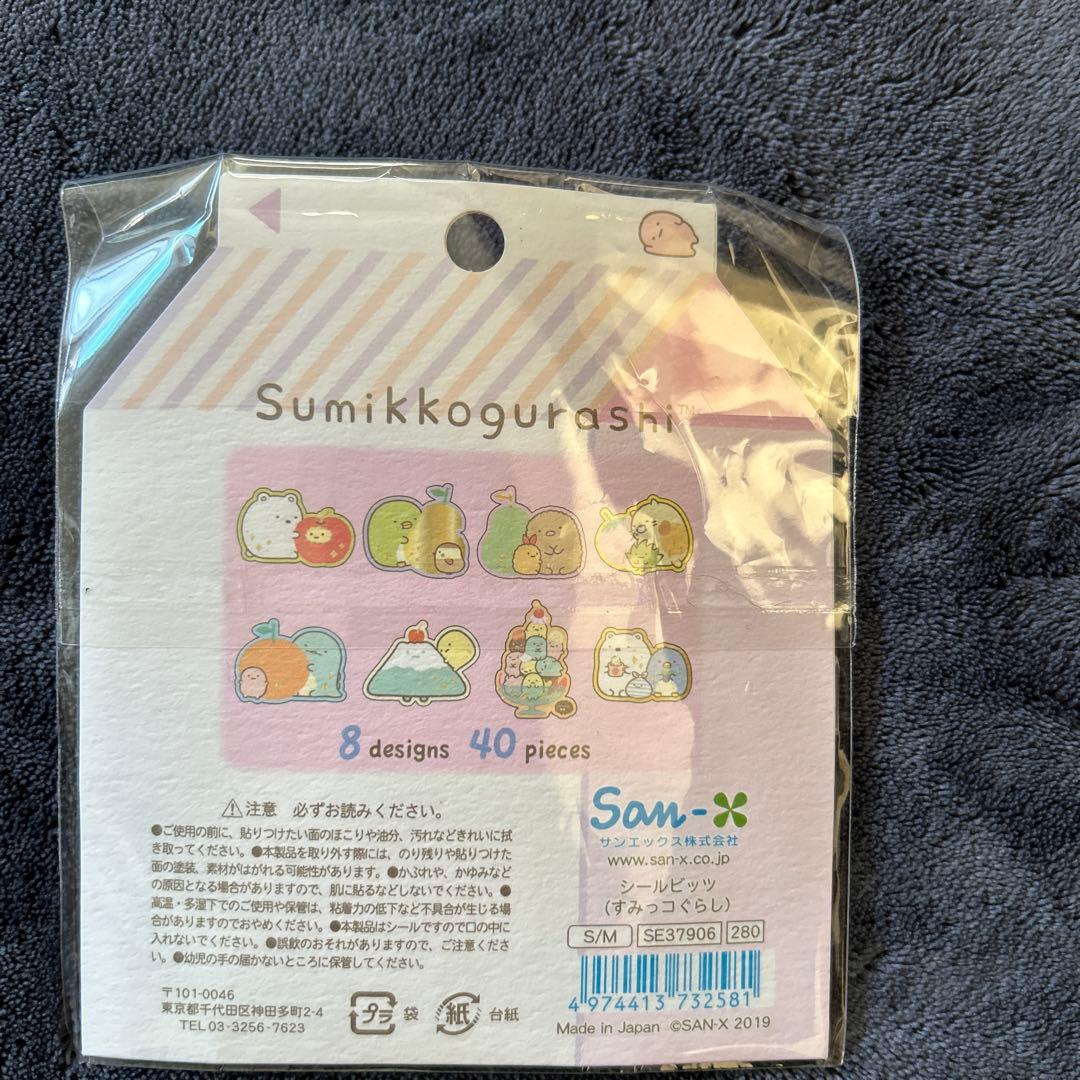 Sumikkogurashi™
8 designs 40 pieces
⚠注意 必ずお読みください。
●ご使用の前に、貼りつけたい面のほこりや油分、汚れなどきれいに拭
き取ってください。●本製品を取り外す際には、のり残りや貼りつけた
面の塗装、素材がはがれる可能性があります。●かぶれや、かゆみなど
の原因となる場合がありますので、肌に貼るなどしないでください。●
高温・多湿下でのご使用や保管は、粘着力の低下など不具合が生じる場
合がありますのでおやめください。●本製品はシールですので口の中に
入れないでください。●誤飲のおそれがありますので、ご注意くださ
い。●幼児の手の届かないところに保管してください。
〒101-0046
東京都千代田区神田多町2-4
TEL 03-3256-7623
プラ 袋
紙 台紙
San-X
サンエックス株式会社
www.san-x.co.jp
シールビッツ
(すみっコぐらし)
S/M SE37906 280
4 974413 732581
Made in Japan ©SAN-X 2019